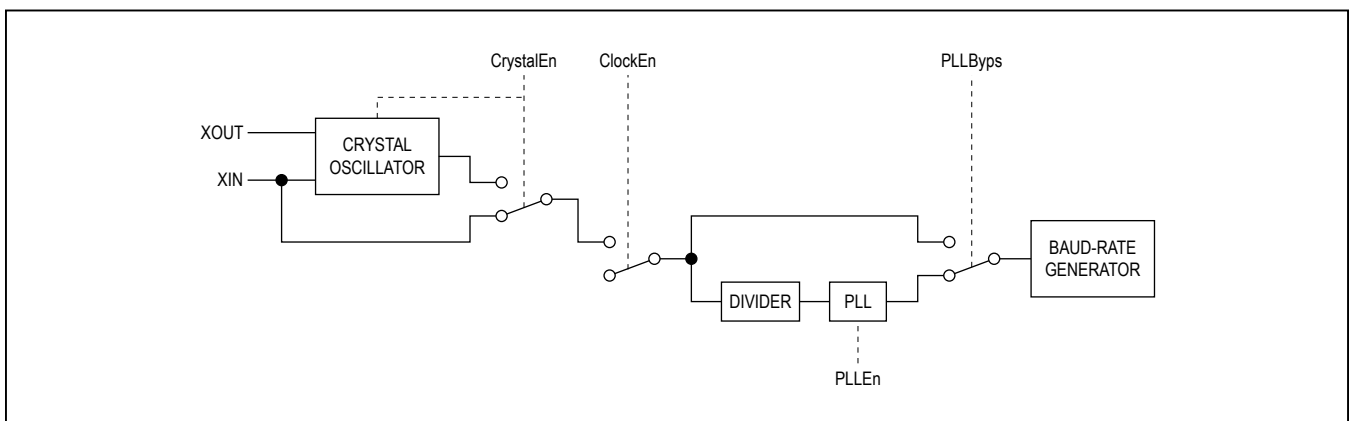 CrystalEn
ClockEn
PLLByps
XOUT
XIN
CRYSTAL
OSCILLATOR
BAUD-RATE
GENERATOR
DIVIDER
PLL
PLLEn